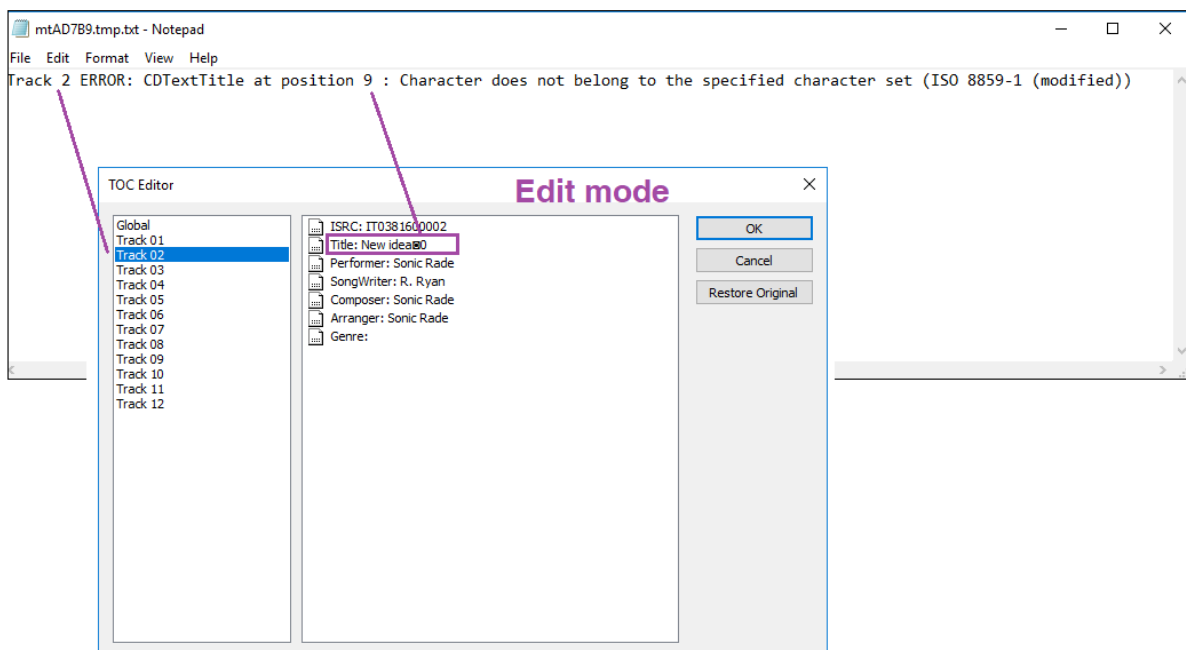 mtAD7B9.tmp.txt - Notepad
File Edit Format View Help
Track 2 ERROR: CDTextTitle at position 9 : Character does not belong to the specified character set (ISO 8859-1 (modified))
TOC Editor
Edit mode
Global
Track 01
Track 02
Track 03
Track 04
Track 05
Track 06
Track 07
Track 08
Track 09
Track 10
Track 11
Track 12
ISRC: IT0381600002
Title: New idea◙0
Performer: Sonic Rade
SongWriter: R. Ryan
Composer: Sonic Rade
Arranger: Sonic Rade
Genre:
OK
Cancel
Restore Original